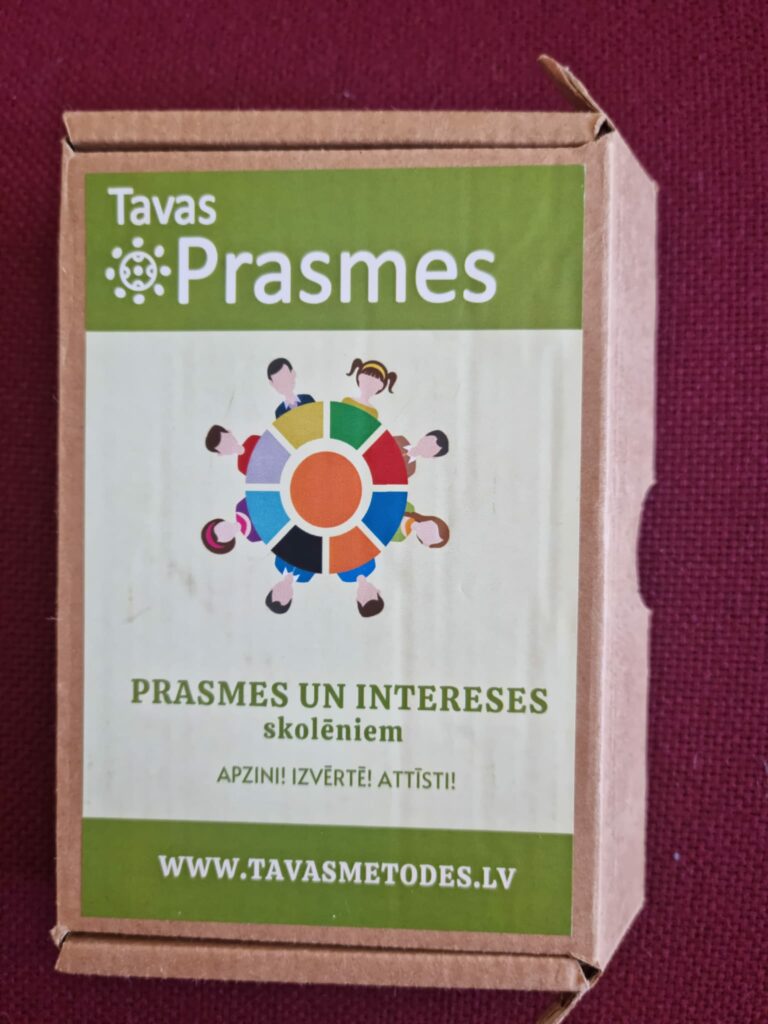 Tavas
Prasmes
PRASMES UN INTERESES
skolēniem
APZINI! IZVĒRTĒ! ATTĪSTI!
WWW.TAVASMETODES.LV